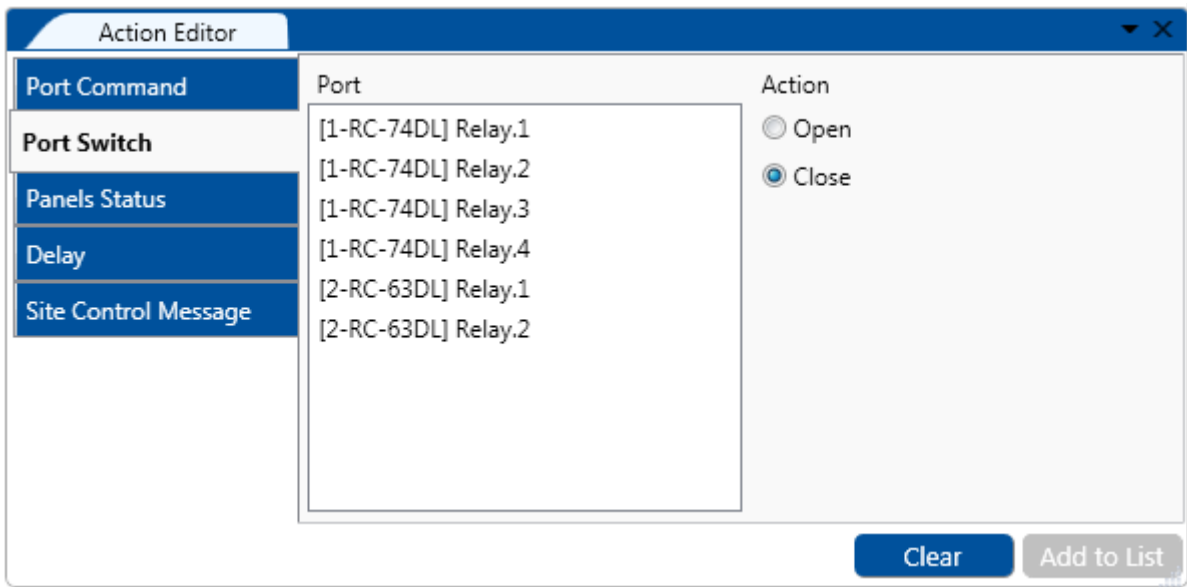 Action Editor
Port Command
Port Switch
Panels Status
Delay
Site Control Message
Port
[1-RC-74DL] Relay.1
[1-RC-74DL] Relay.2
[1-RC-74DL] Relay.3
[1-RC-74DL] Relay.4
[2-RC-63DL] Relay.1
[2-RC-63DL] Relay.2
Action
Open
Close
Clear
Add to List